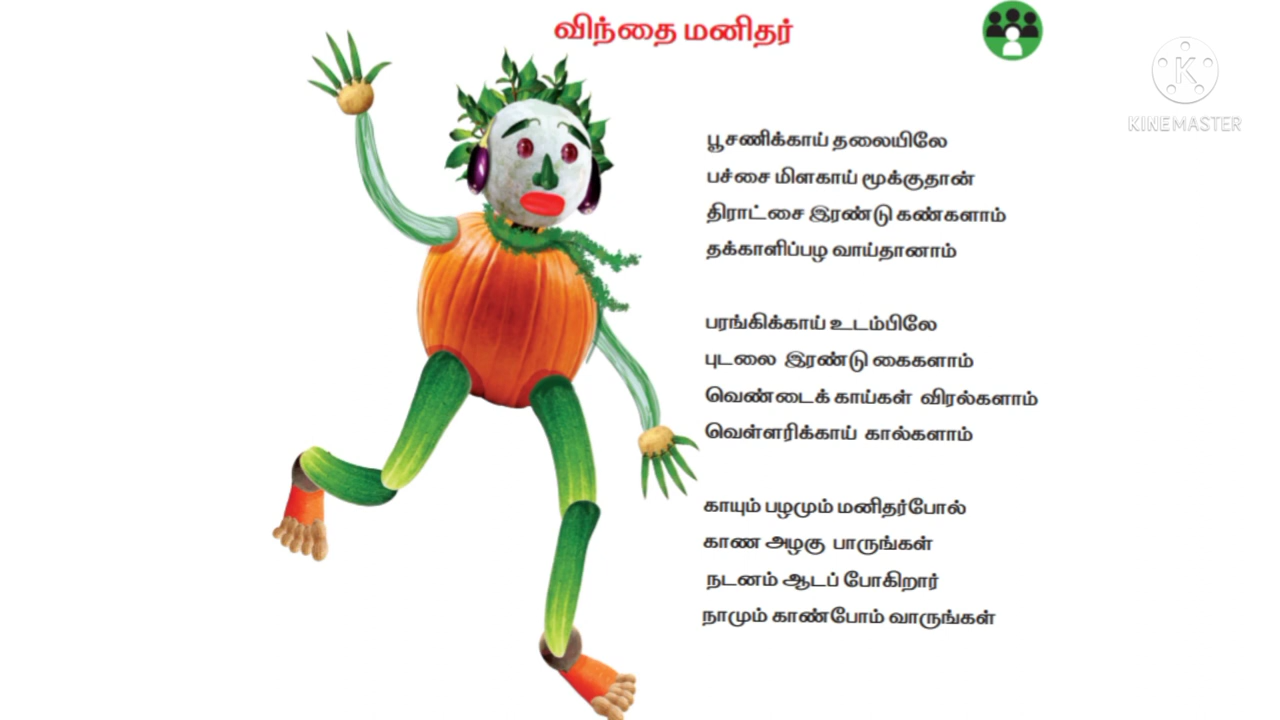 விந்தை மனிதர்
K
KINEMASTER
பூசணிக்காய் தலையிலே
பச்சை மிளகாய் மூக்குதான்
திராட்சை இரண்டு கண்களாம்
தக்காளிப்பழ வாய்தானாம்
பரங்கிக்காய் உடம்பிலே
புடலை இரண்டு கைகளாம்
வெண்டைக் காய்கள் விரல்களாம்
வெள்ளரிக்காய் கால்களாம்
காயும் பழமும் மனிதர்போல்
காண அழகு பாருங்கள்
நடனம் ஆடப் போகிறார்
நாமும் காண்போம் வாருங்கள்